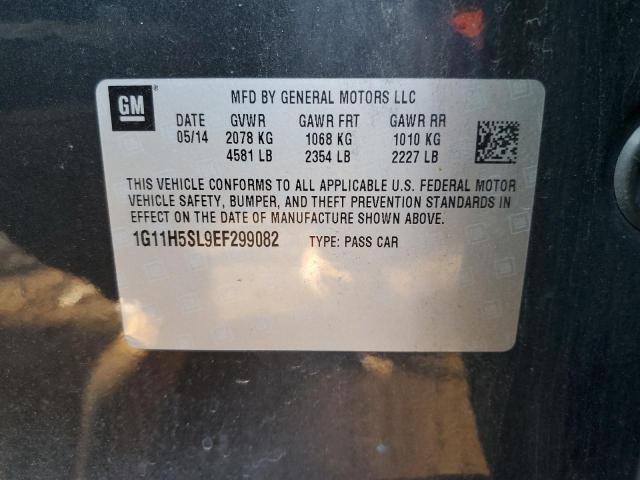 GM
MFD BY GENERAL MOTORS LLC
DATE GVWR GAWR FRT GAWR RR
05/14 2078 KG 1068 KG 1010 KG
4581 LB 2354 LB 2227 LB
THIS VEHICLE CONFORMS TO ALL APPLICABLE U.S. FEDERAL MOTOR
VEHICLE SAFETY, BUMPER, AND THEFT PREVENTION STANDARDS IN
EFFECT ON THE DATE OF MANUFACTURE SHOWN ABOVE.
1G11H5SL9EF299082 TYPE: PASS CAR